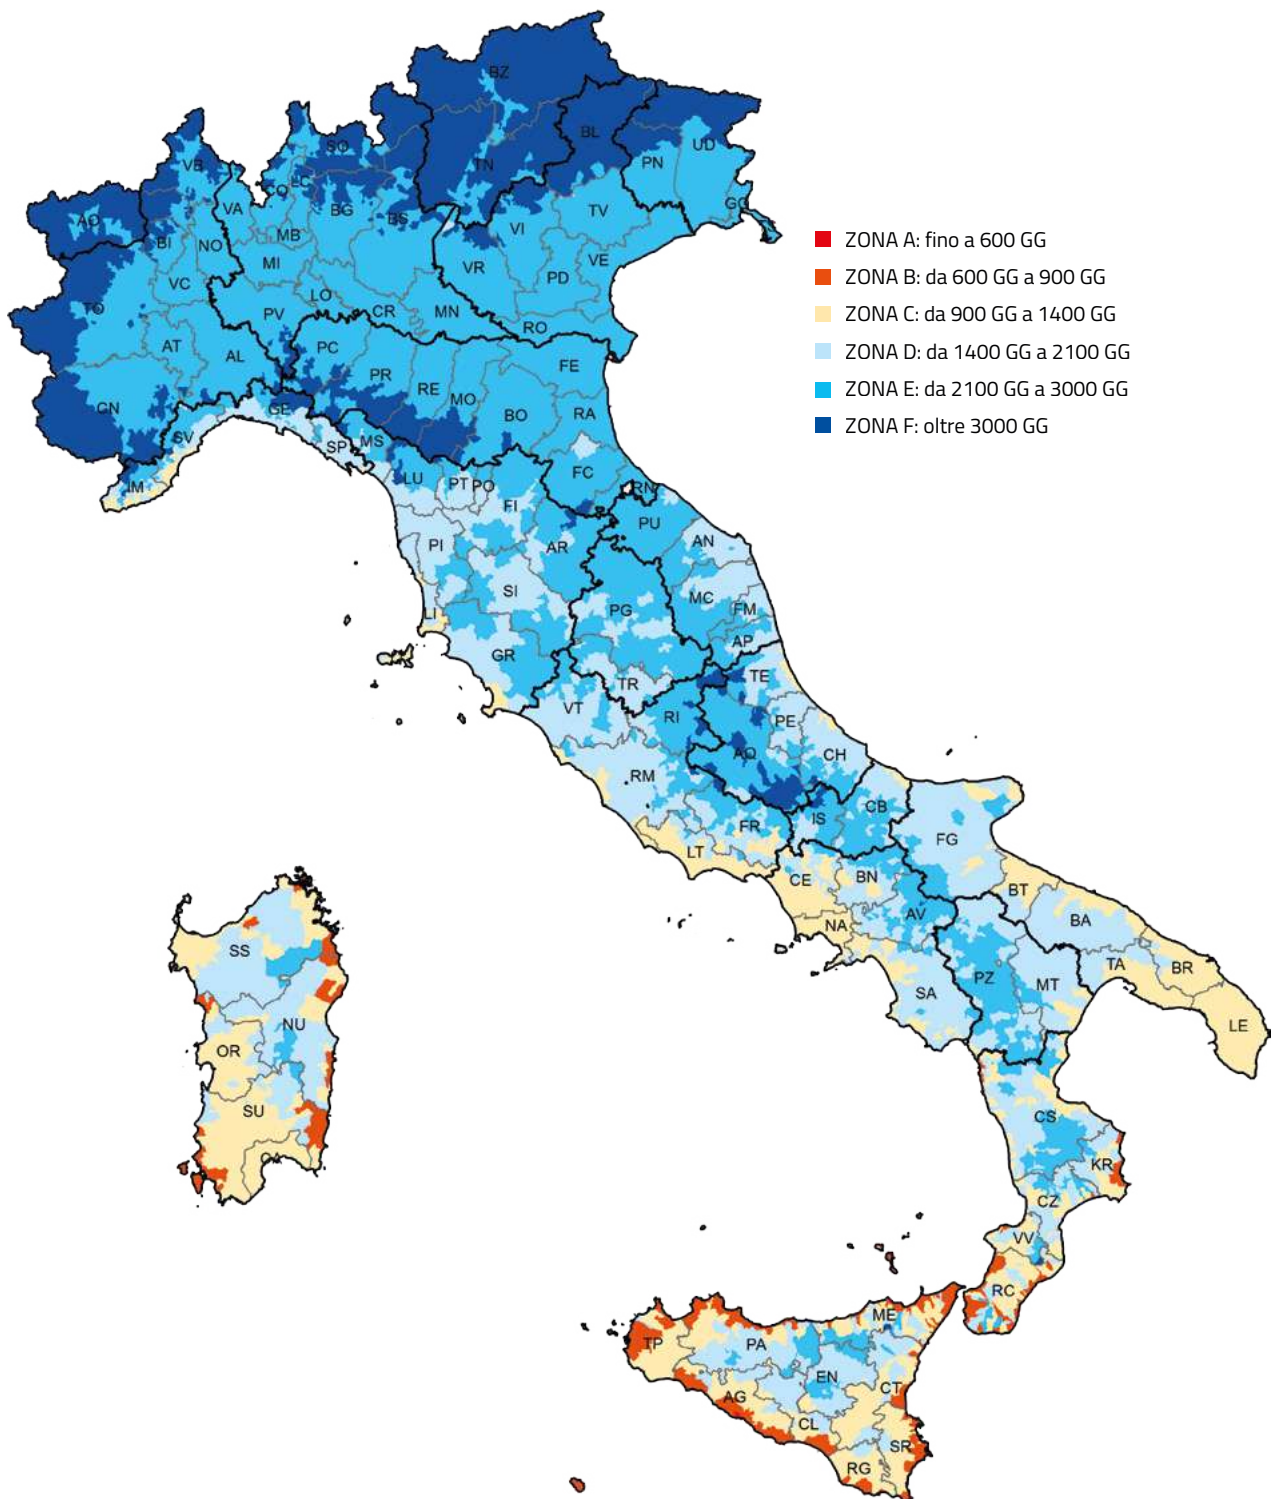 BZ
BL
UD
SO
VB
TN
PN
AO
CO
LC
VA
BG
BS
TV
GO
BI
NO
MB
VI
VE
MI
VR
PD
VC
TO
LO
PV
CR
MN
RO
AT
AL
PC
PR
RE
MO
FE
CN
GE
BO
RA
SV
SP
MS
FC
IM
LU
PT
PO
RN
FI
PU
PI
AR
AN
SI
MC
LI
PG
FM
AP
GR
TR
TE
VT
RI
PE
AQ
CH
RM
CB
IS
FR
FG
LT
CE
BN
BT
AV
BA
NA
TA
BR
SS
PZ
MT
SA
LE
NU
OR
SU
CS
CA
KR
CZ
VV
RC
ME
TP
PA
EN
CT
AG
CL
SR
RG
ZONA A: fino a 600 GG
ZONA B: da 600 GG a 900 GG
ZONA C: da 900 GG a 1400 GG
ZONA D: da 1400 GG a 2100 GG
ZONA E: da 2100 GG a 3000 GG
ZONA F: oltre 3000 GG